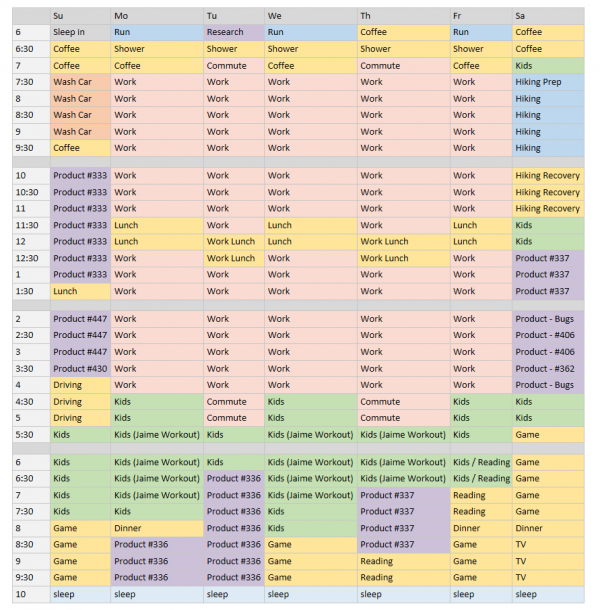 Su Mo Tu We Th Fr Sa
6 Sleep in Run Research Run Coffee Run Coffee
6:30 Coffee Shower Shower Shower Shower Shower Coffee
7 Coffee Coffee Commute Coffee Commute Coffee Kids
7:30 Wash Car Work Work Work Work Work Hiking Prep
8 Wash Car Work Work Work Work Work Hiking
8:30 Wash Car Work Work Work Work Work Hiking
9 Wash Car Work Work Work Work Work Hiking
9:30 Coffee Work Work Work Work Work Hiking
10 Product #333 Work Work Work Work Work Hiking Recovery
10:30 Product #333 Work Work Work Work Work Hiking Recovery
11 Product #333 Work Work Work Work Work Hiking Recovery
11:30 Product #333 Lunch Work Lunch Work Lunch Kids
12 Product #333 Lunch Work Lunch Lunch Work Lunch Lunch Kids
12:30 Product #333 Work Work Lunch Work Work Lunch Work Product #337
1 Product #333 Work Work Work Work Work Product #337
1:30 Lunch Work Work Work Work Work Product #337
2 Product #447 Work Work Work Work Work Product - Bugs
2:30 Product #447 Work Work Work Work Work Product - #406
3 Product #447 Work Work Work Work Work Product - #406
3:30 Product #430 Work Work Work Work Work Product - #362
4 Driving Work Work Work Work Work Product - Bugs
4:30 Driving Kids Commute Kids Commute Kids Kids
5 Driving Kids Commute Kids Commute Kids Kids
5:30 Kids Kids (Jaime Workout) Kids Kids (Jaime Workout) Kids (Jaime Workout) Kids Game
6 Kids Kids (Jaime Workout) Kids Kids (Jaime Workout) Kids (Jaime Workout) Kids / Reading Game
6:30 Kids Kids (Jaime Workout) Product #336 Kids (Jaime Workout) Kids (Jaime Workout) Kids / Reading Game
7 Kids Kids (Jaime Workout) Product #336 Kids (Jaime Workout) Product #337 Reading Game
7:30 Kids Kids Product #336 Kids Product #337 Reading Game
8 Game Dinner Product #336 Kids Product #337 Dinner Dinner
8:30 Game Product #336 Product #336 Game Product #337 Game TV
9 Game Product #336 Product #336 Game Reading Game TV
9:30 Game Product #336 Product #336 Game Reading Game TV
10 sleep sleep sleep sleep sleep sleep sleep